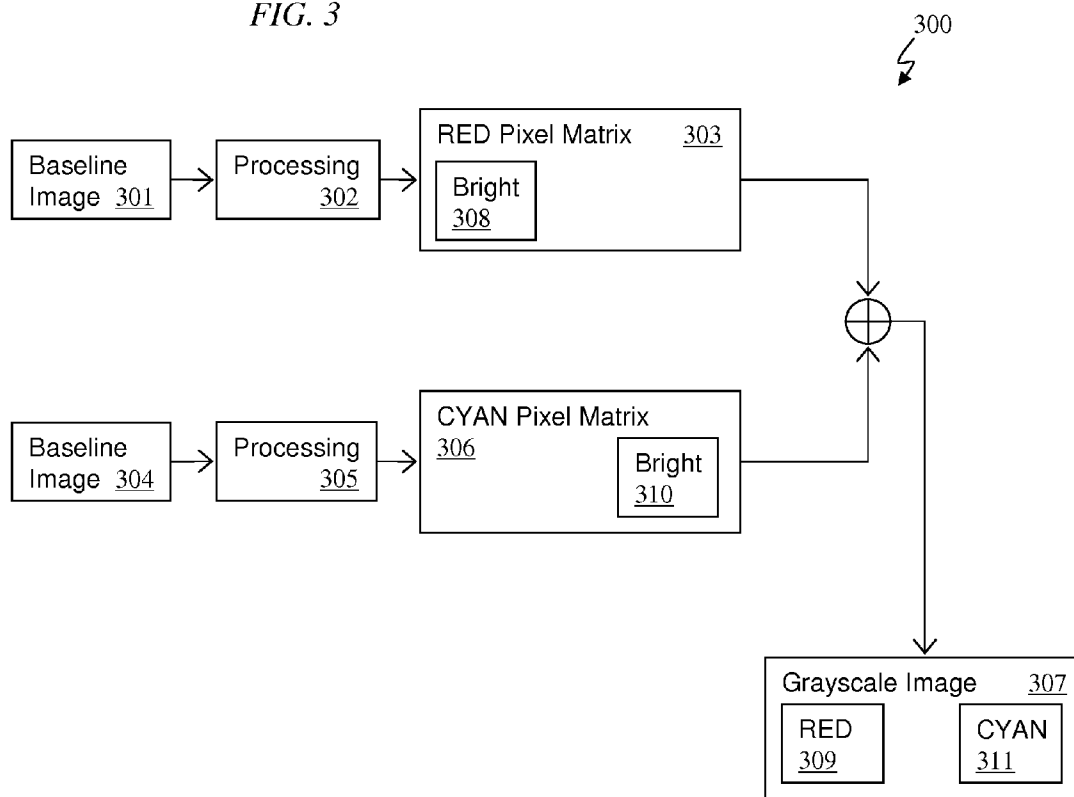 FIG. 3
300
Baseline
Image 301
Processing
302
RED Pixel Matrix 303
Bright
308
Baseline
Image 304
Processing
305
CYAN Pixel Matrix
306
Bright
310
Grayscale Image 307
RED
309
CYAN
311